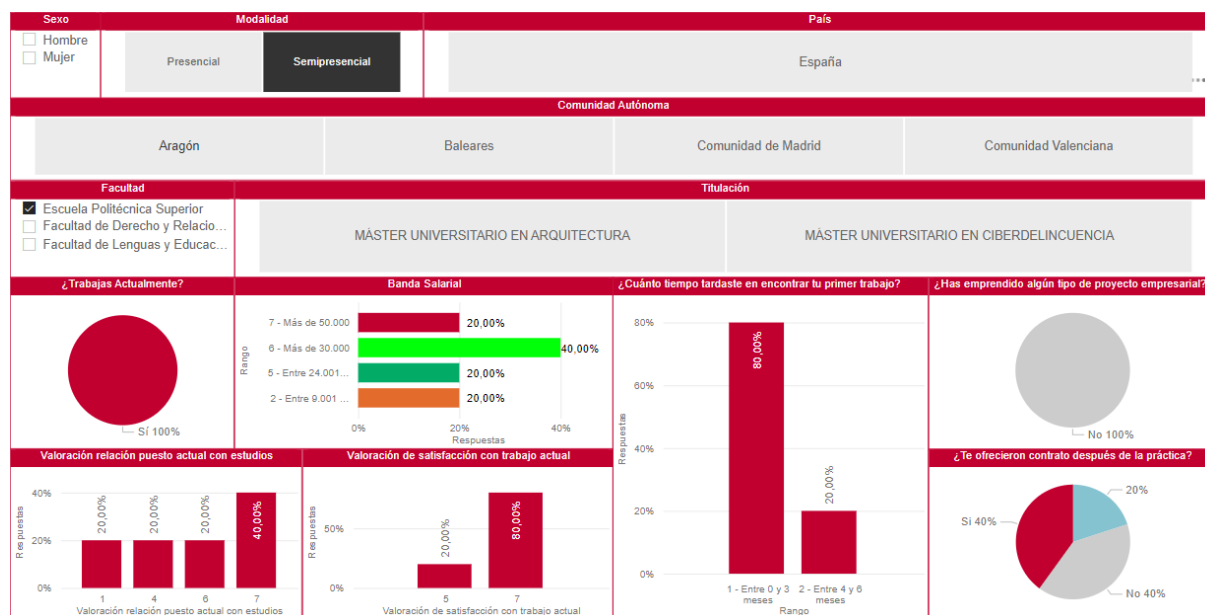 Sexo
Modalidad
País
Hombre
Mujer
Presencial
Semipresencial
España
Comunidad Autónoma
Aragón
Baleares
Comunidad de Madrid
Comunidad Valenciana
Facultad
Titulación
Escuela Politécnica Superior
Facultad de Derecho y Relacio...
Facultad de Lenguas y Educac...
MÁSTER UNIVERSITARIO EN ARQUITECTURA
MÁSTER UNIVERSITARIO EN CIBERDELINCUENCIA
¿Trabajas Actualmente?
Sí 100%
Banda Salarial
Rango
7 - Más de 50.000
20,00%
6 - Más de 30.000
40,00%
5 - Entre 24.001...
20,00%
2 - Entre 9.001 ...
20,00%
0%
20%
40%
Respuestas
¿Cuánto tiempo tardaste en encontrar tu primer trabajo?
Respuestas
80%
60%
40%
20%
0%
80,00%
20,00%
1 - Entre 0 y 3
meses
2 - Entre 4 y 6
meses
Rango
¿Has emprendido algún tipo de proyecto empresarial?
No 100%
Valoración relación puesto actual con estudios
Respuestas
40%
20%
0%
20,00%
20,00%
20,00%
40,00%
1
4
6
7
Valoración relación puesto actual con estudios
Valoración de satisfacción con trabajo actual
Respuestas
50%
0%
20,00%
80,00%
5
7
Valoración de satisfacción con trabajo actual
¿Te ofrecieron contrato después de la práctica?
20%
Si 40%
No 40%